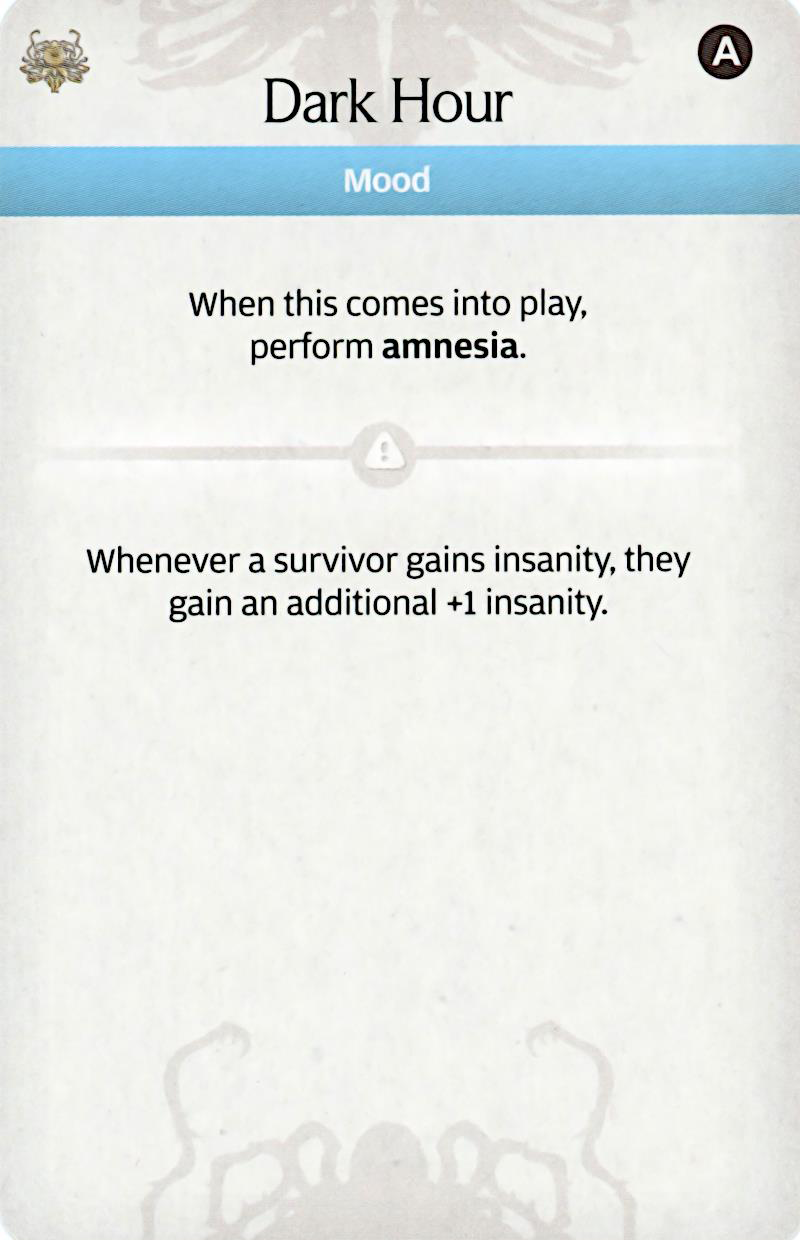 A
Dark Hour
Mood
When this comes into play,
perform amnesia.
Whenever a survivor gains insanity, they
gain an additional +1 insanity.